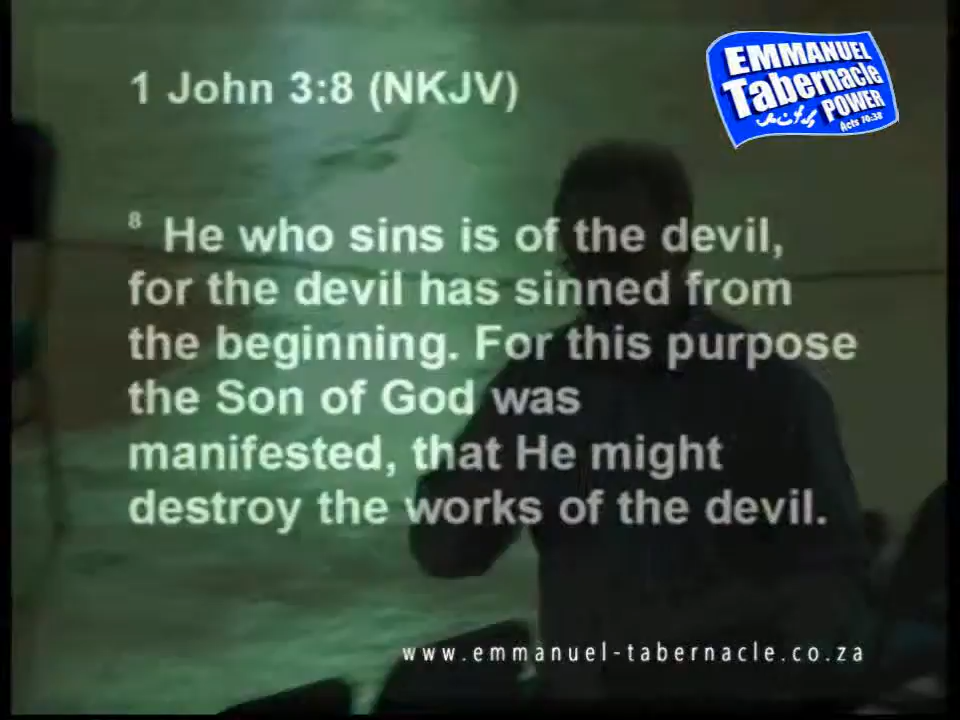 1 John 3:8 (NKJV)
EMMANUEL
Tabernacle
POWER
Acts 10:38
8 He who sins is of the devil,
for the devil has sinned from
the beginning. For this purpose
the Son of God was
manifested, that He might
destroy the works of the devil.
www.emmanuel-tabernacle.co.za